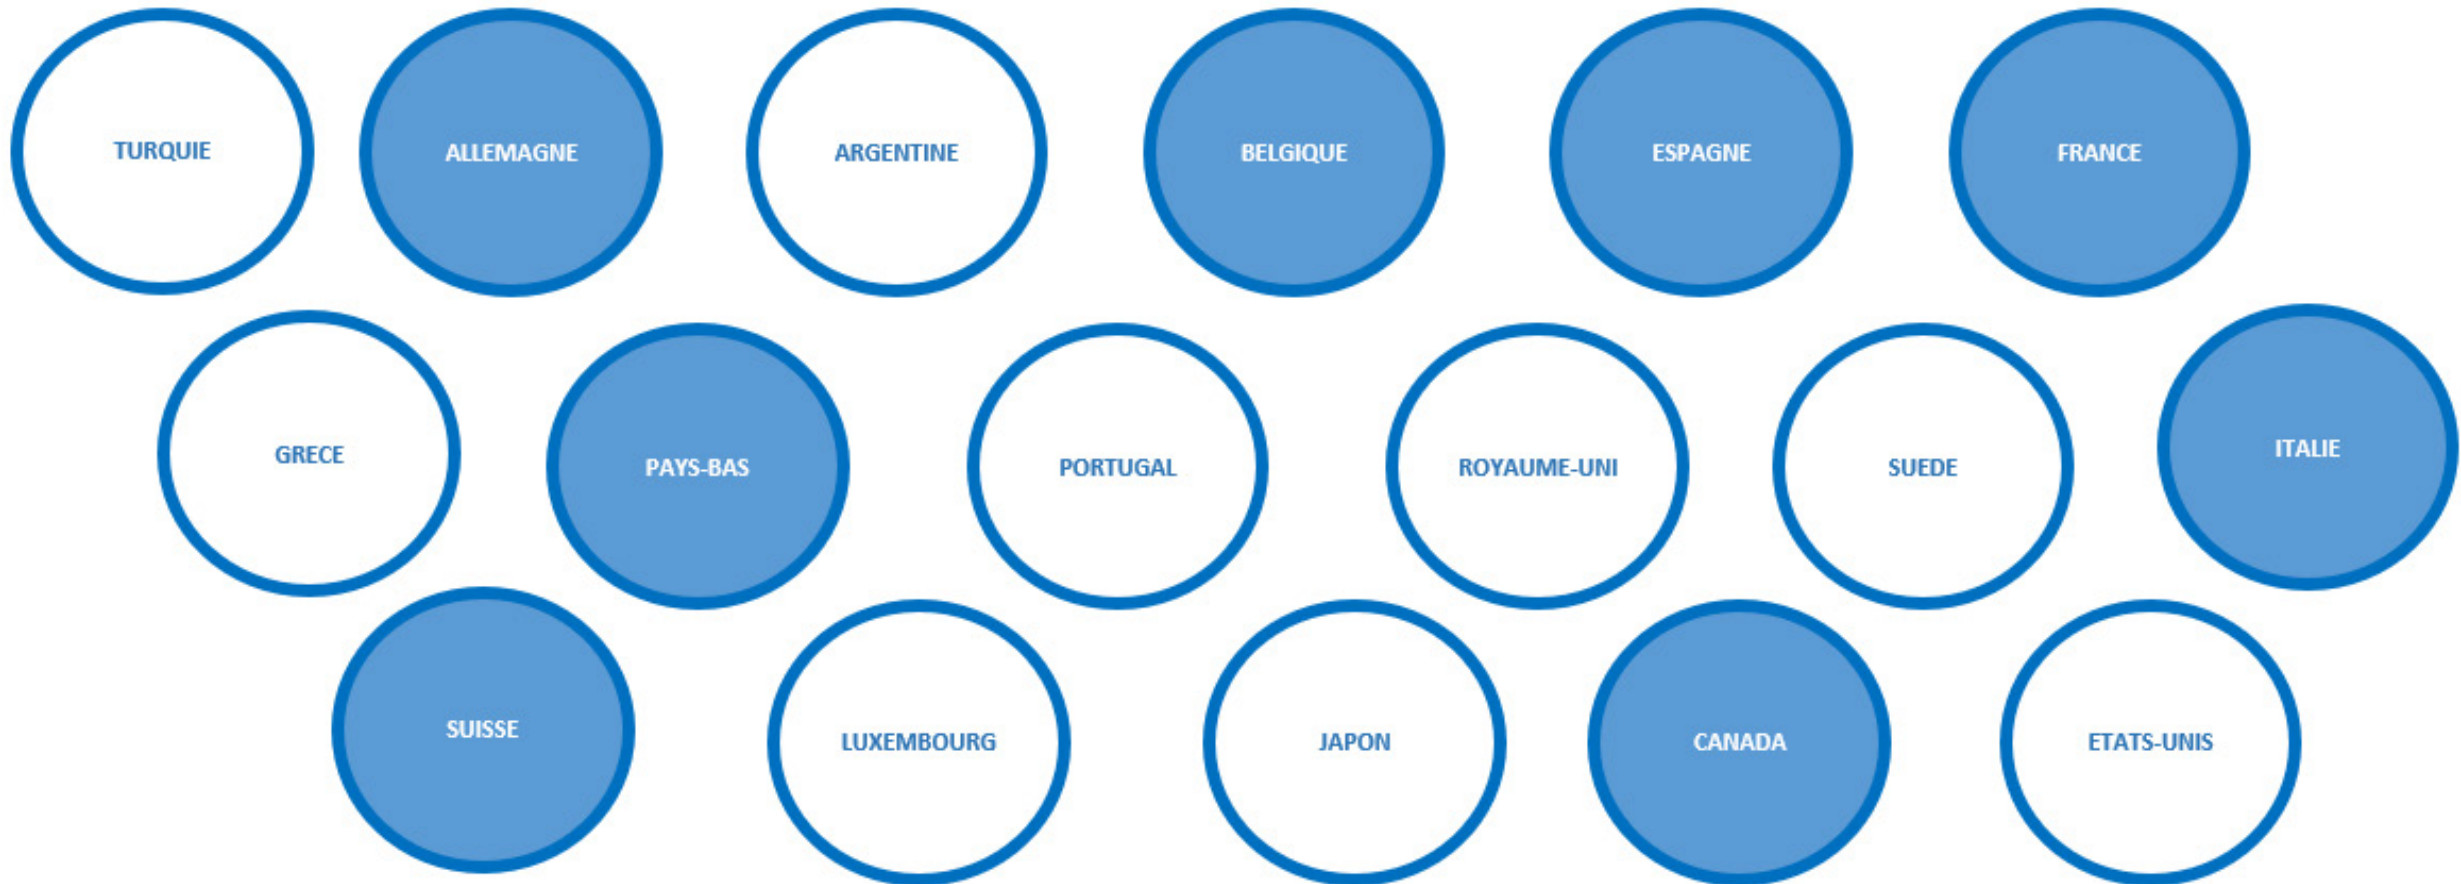 TURQUIE
ALLEMAGNE
ARGENTINE
BELGIQUE
ESPAGNE
FRANCE
GRECE
PAYS-BAS
PORTUGAL
ROYAUME-UNI
SUEDE
ITALIE
SUISSE
LUXEMBOURG
JAPON
CANADA
ETATS-UNIS